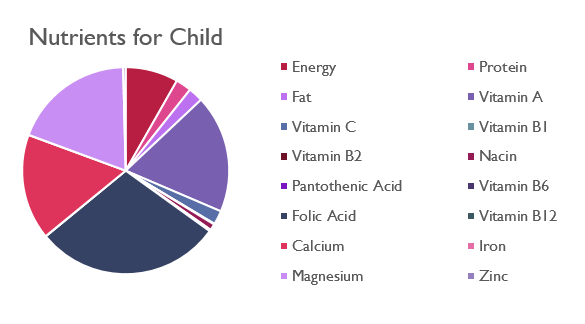 Nutrients for Child
Energy
Protein
Fat
Vitamin A
Vitamin C
Vitamin B1
Vitamin B2
Nacin
Pantothenic Acid
Vitamin B6
Folic Acid
Vitamin B12
Calcium
Iron
Magnesium
Zinc